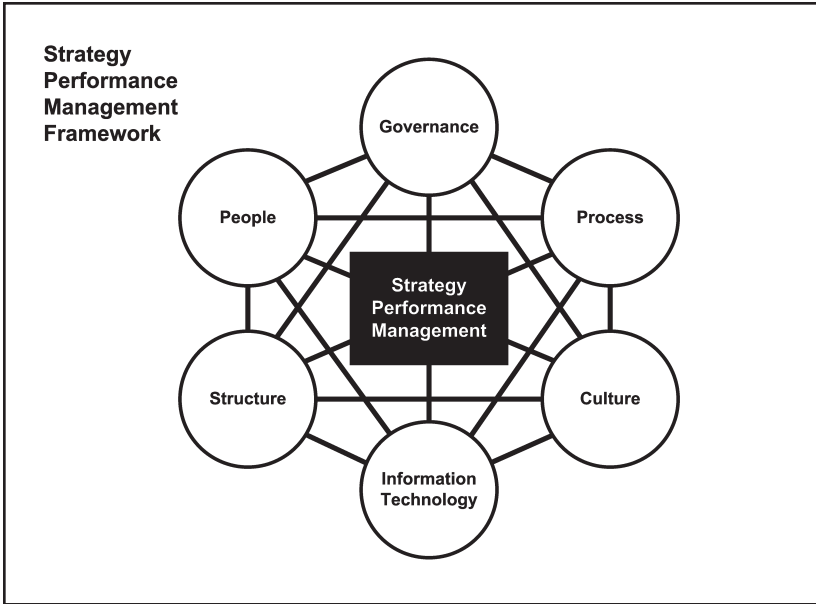 Strategy
Performance
Management
Framework
Governance
People
Process
Strategy
Performance
Management
Structure
Culture
Information
Technology